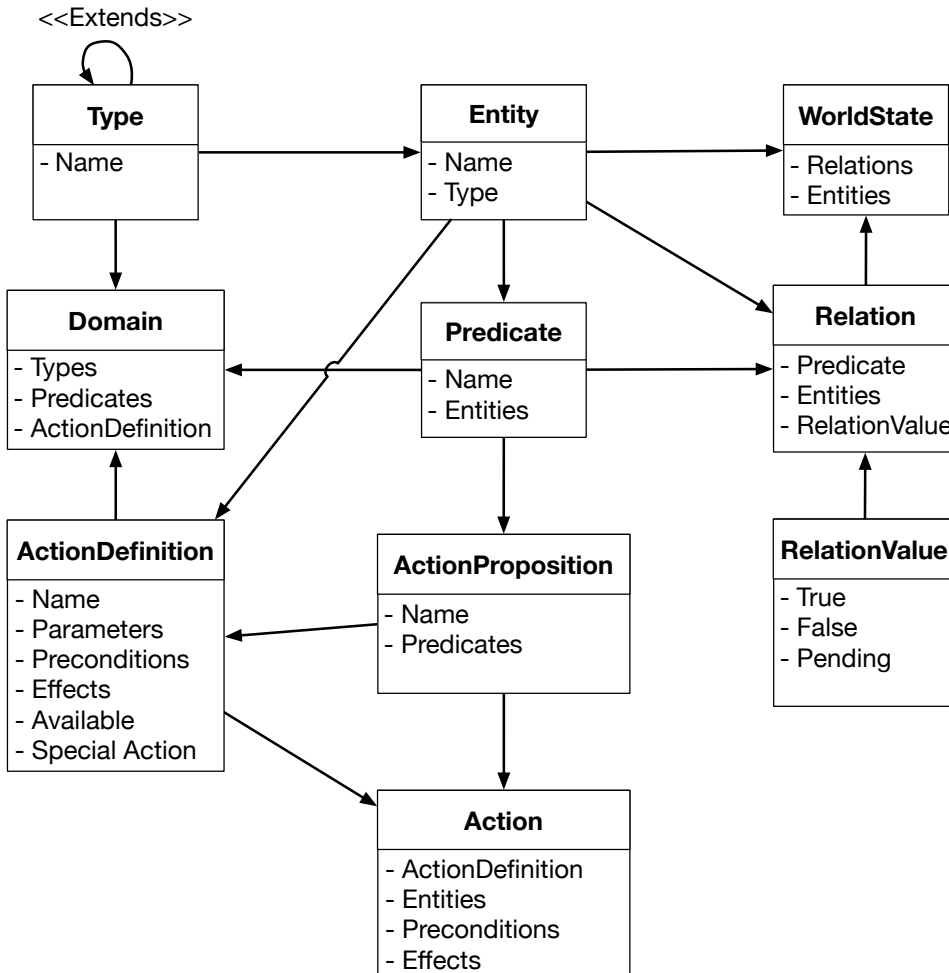 <<Extends>>
Type
- Name
Entity
- Name
- Type
WorldState
- Relations
- Entities
Domain
- Types
- Predicates
- ActionDefinition
Predicate
- Name
- Entities
Relation
- Predicate
- Entities
- RelationValue
ActionDefinition
- Name
- Parameters
- Preconditions
- Effects
- Available
- Special Action
ActionProposition
- Name
- Predicates
RelationValue
- True
- False
- Pending
Action
- ActionDefinition
- Entities
- Preconditions
- Effects